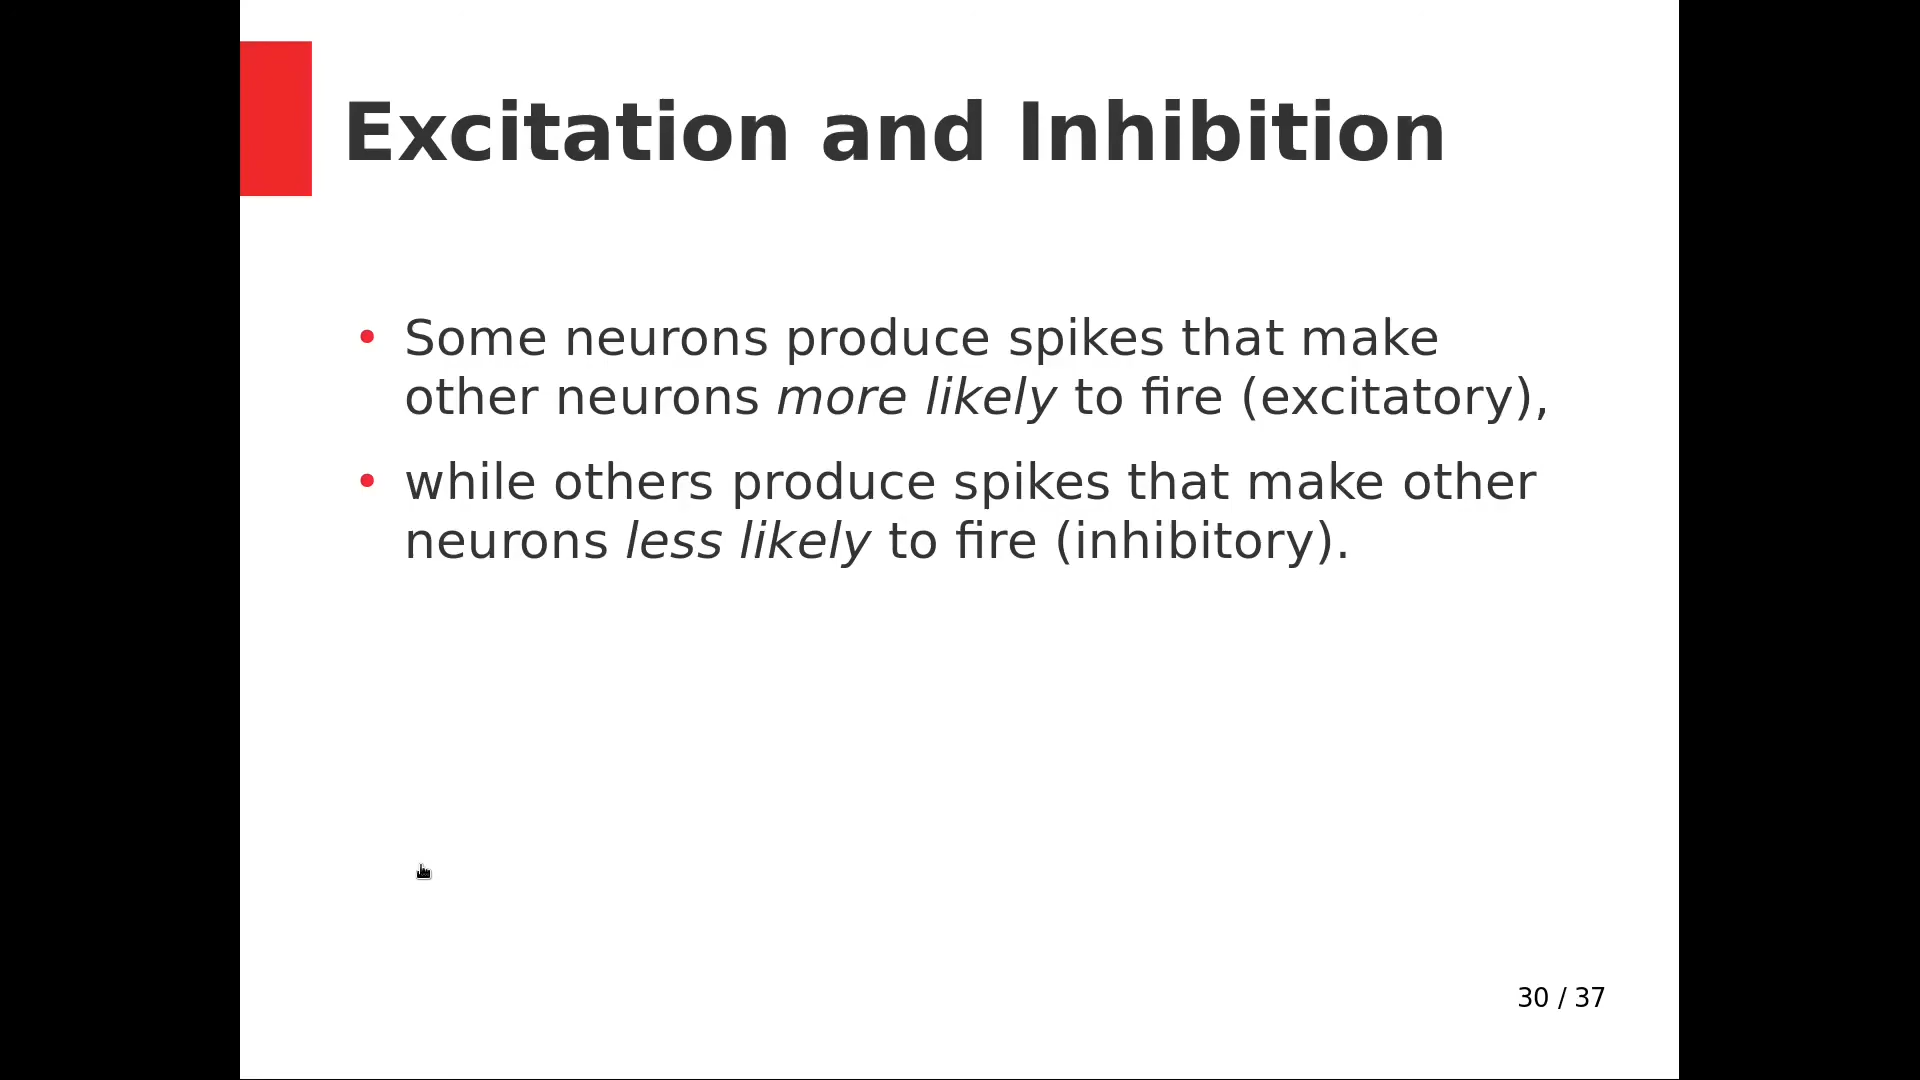 Excitation and Inhibition
• Some neurons produce spikes that make
other neurons more likely to fire (excitatory),
• while others produce spikes that make other
neurons less likely to fire (inhibitory).
30 / 37